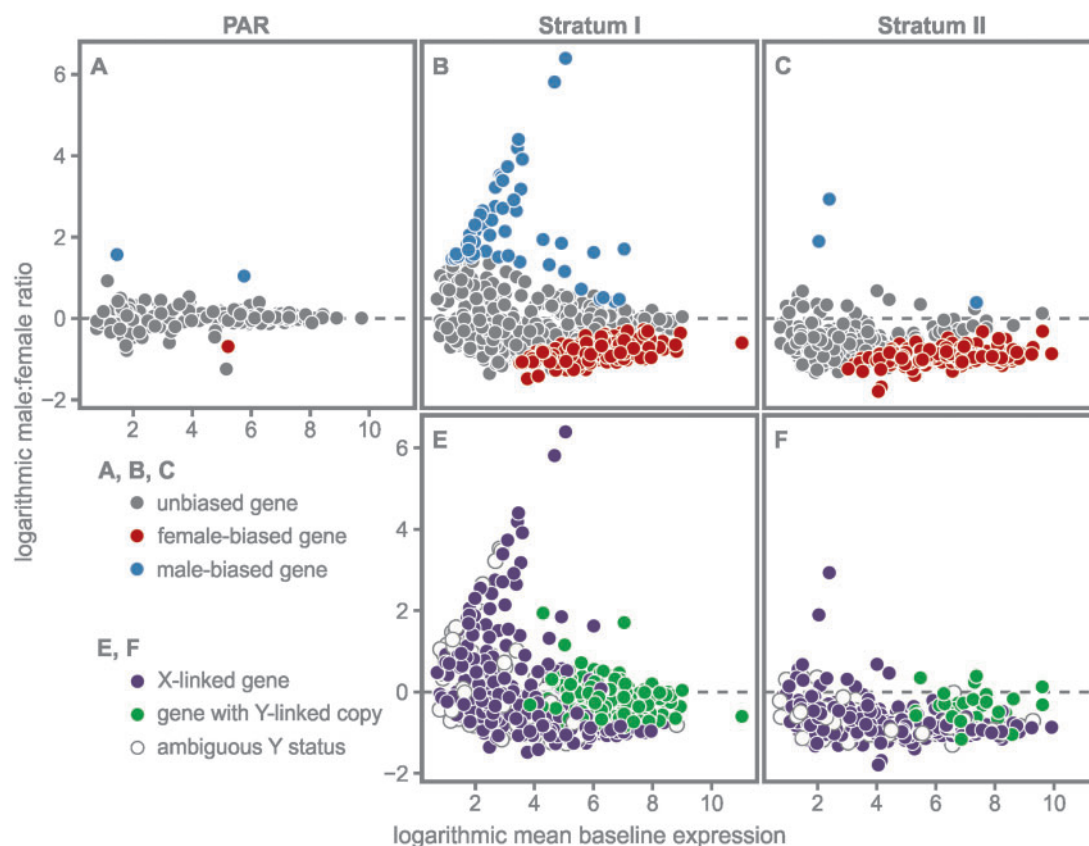 PAR
Stratum I
Stratum II
A
B
C
6
4
2
0
−2
2
4
6
8
10
logarithmic male:female ratio
A, B, C
unbiased gene
female-biased gene
male-biased gene
E, F
X-linked gene
gene with Y-linked copy
ambiguous Y status
E
F
6
4
2
0
−2
2
4
6
8
10
2
4
6
8
10
logarithmic mean baseline expression